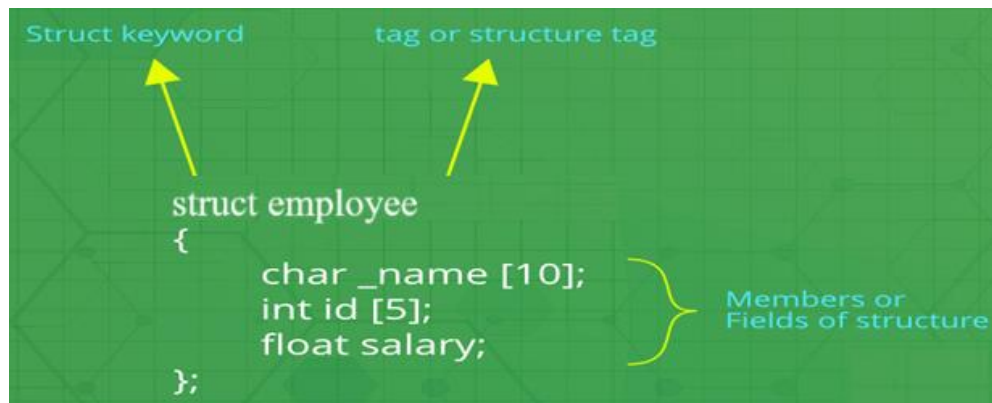 Struct keyword
tag or structure tag
struct employee
{
char _name [10];
int id [5];
float salary;
};
Members or
Fields of structure